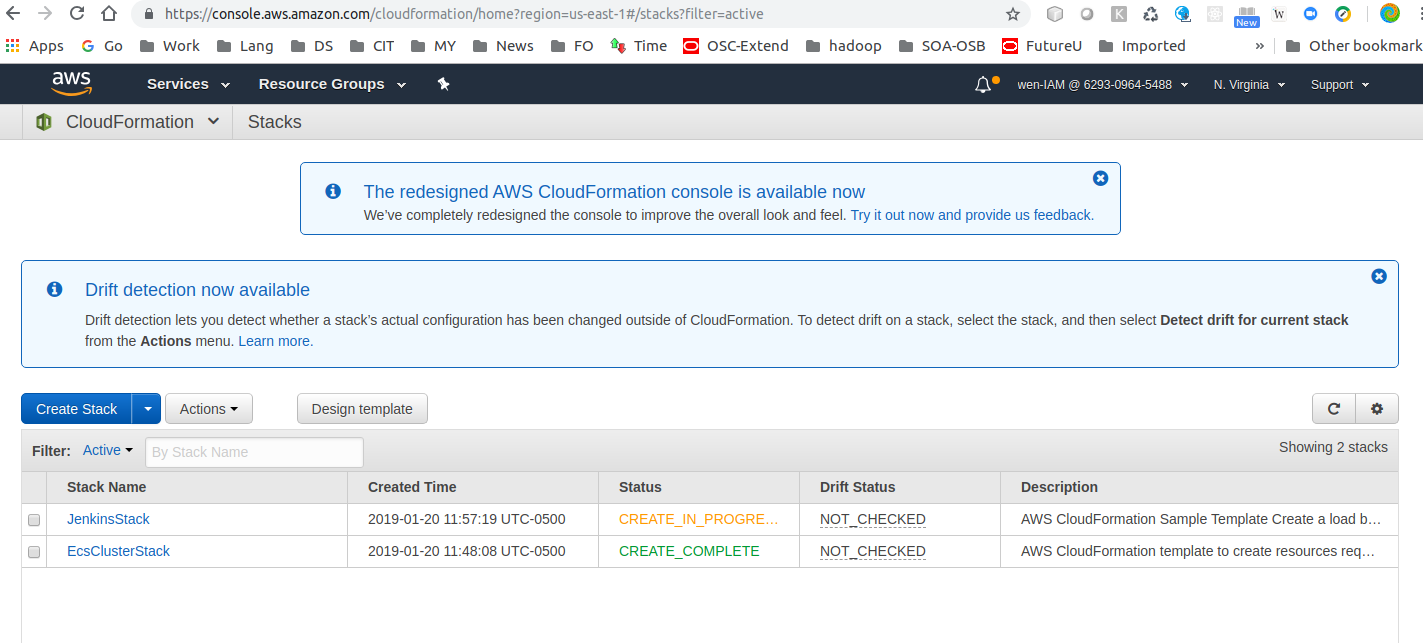 https://console.aws.amazon.com/cloudformation/home?region=us-east-1#/stacks?filter=active
K
New
W
Apps Go Work Lang DS CIT MY News FO Time OSC-Extend hadoop SOA-OSB FutureU Imported » Other bookmark
aws Services Resource Groups wen-IAM @ 6293-0964-5488 N. Virginia Support
CloudFormation Stacks
The redesigned AWS CloudFormation console is available now
We've completely redesigned the console to improve the overall look and feel. Try it out now and provide us feedback.
Drift detection now available
Drift detection lets you detect whether a stack's actual configuration has been changed outside of CloudFormation. To detect drift on a stack, select the stack, and then select Detect drift for current stack
from the Actions menu. Learn more.
Create Stack Actions Design template
Filter: Active By Stack Name Showing 2 stacks
Stack Name Created Time Status Drift Status Description
JenkinsStack 2019-01-20 11:57:19 UTC-0500 CREATE_IN_PROGRE… NOT_CHECKED AWS CloudFormation Sample Template Create a load b…
EcsClusterStack 2019-01-20 11:48:08 UTC-0500 CREATE_COMPLETE NOT_CHECKED AWS CloudFormation template to create resources req…